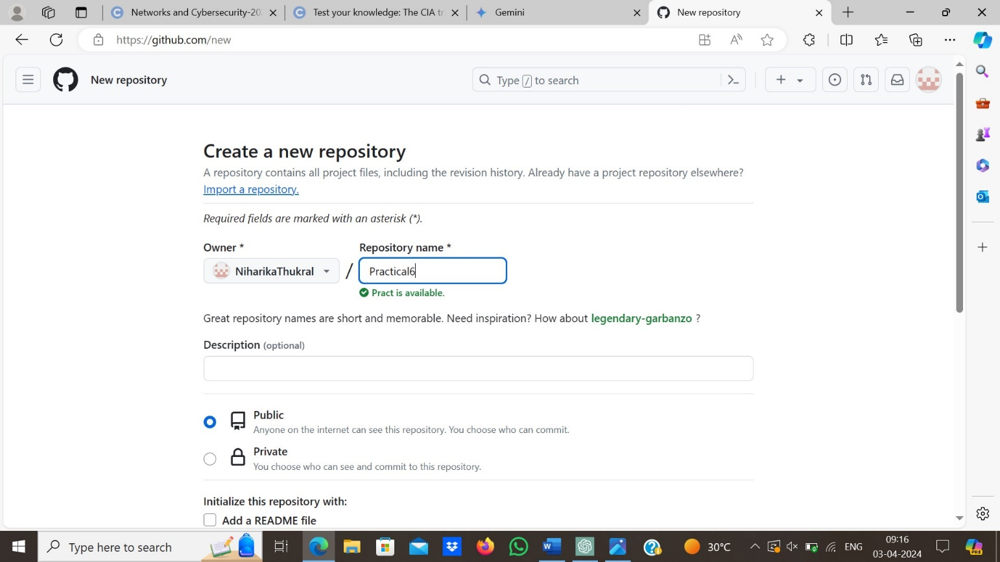 Networks and Cybersecurity-20
Test your knowledge: The CIA tr
Gemini
New repository
https://github.com/new
New repository
Type / to search
Create a new repository
A repository contains all project files, including the revision history. Already have a project repository elsewhere?
Import a repository.
Required fields are marked with an asterisk (*).
Owner *
Repository name *
NiharikaThukral
/
Practical6
Pract is available.
Great repository names are short and memorable. Need inspiration? How about legendary-garbanzo ?
Description (optional)
Public
Anyone on the internet can see this repository. You choose who can commit.
Private
You choose who can see and commit to this repository.
Initialize this repository with:
Add a README file
Type here to search
30°C
ENG
09:16
03-04-2024
PRE